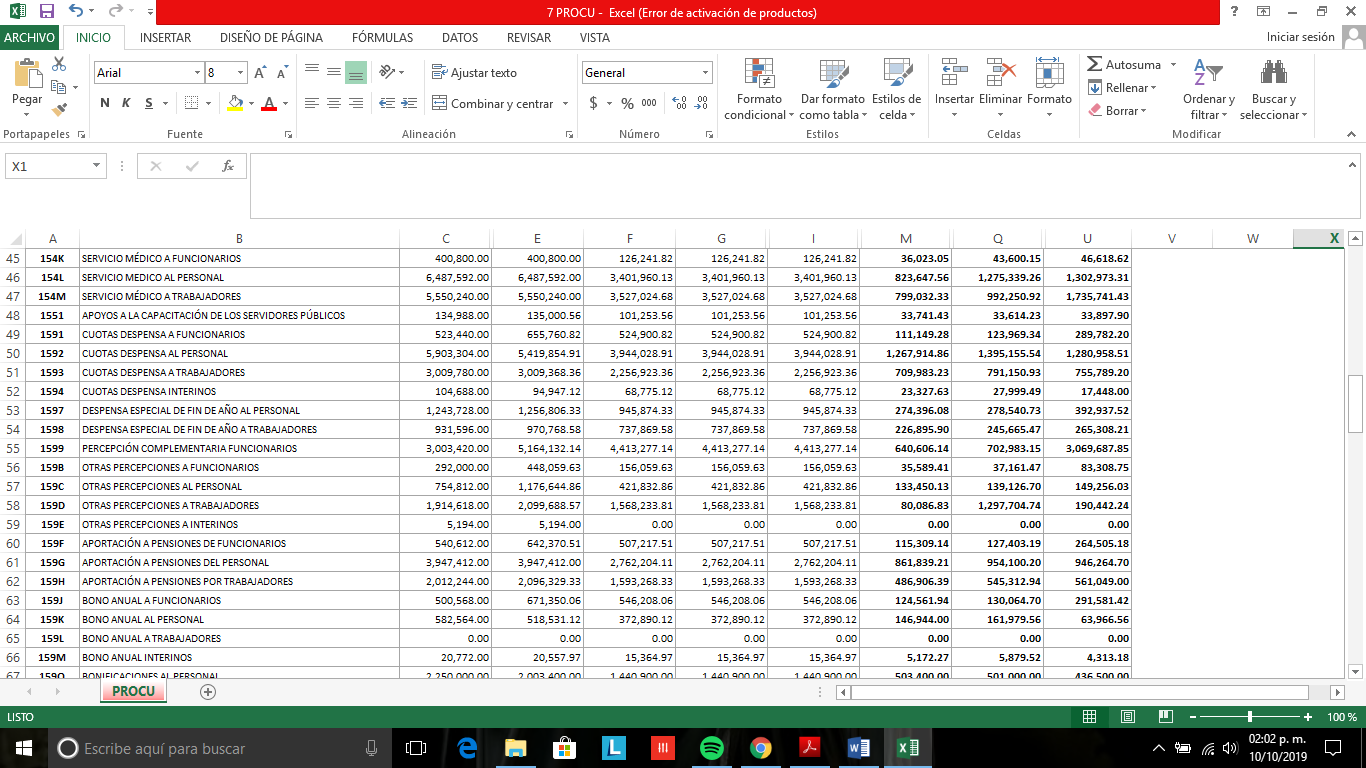 7 PROCU -  Excel (Error de activación de productos)
ARCHIVO INICIO INSERTAR DISEÑO DE PÁGINA FÓRMULAS DATOS REVISAR VISTA Iniciar sesión
Pegar Arial 8 Ajustar texto General Formato condicional Dar formato como tabla Estilos de celda Insertar Eliminar Formato Autosuma Rellenar Borrar Ordenar y filtrar Buscar y seleccionar
N K S Combinar y centrar $ % 000
Portapapeles Fuente Alineación Número Estilos Celdas Modificar
X1 fx
A B C E F G I M Q U V W X
45 154K SERVICIO MÉDICO A FUNCIONARIOS 400,800.00 400,800.00 126,241.82 126,241.82 126,241.82 36,023.05 43,600.15 46,618.62
46 154L SERVICIO MEDICO AL PERSONAL 6,487,592.00 6,487,592.00 3,401,960.13 3,401,960.13 3,401,960.13 823,647.56 1,275,339.26 1,302,973.31
47 154M SERVICIO MÉDICO A TRABAJADORES 5,550,240.00 5,550,240.00 3,527,024.68 3,527,024.68 3,527,024.68 799,032.33 992,250.92 1,735,741.43
48 1551 APOYOS A LA CAPACITACIÓN DE LOS SERVIDORES PÚBLICOS 134,988.00 135,000.56 101,253.56 101,253.56 101,253.56 33,741.43 33,614.23 33,897.90
49 1591 CUOTAS DESPENSA A FUNCIONARIOS 523,440.00 655,760.82 524,900.82 524,900.82 524,900.82 111,149.28 123,969.34 289,782.20
50 1592 CUOTAS DESPENSA AL PERSONAL 5,903,304.00 5,419,854.91 3,944,028.91 3,944,028.91 3,944,028.91 1,267,914.86 1,395,155.54 1,280,958.51
51 1593 CUOTAS DESPENSA A TRABAJADORES 3,009,780.00 3,009,368.36 2,256,923.36 2,256,923.36 2,256,923.36 709,983.23 791,150.93 755,789.20
52 1594 CUOTAS DESPENSA INTERINOS 104,688.00 94,947.12 68,775.12 68,775.12 68,775.12 23,327.63 27,999.49 17,448.00
53 1597 DESPENSA ESPECIAL DE FIN DE AÑO AL PERSONAL 1,243,728.00 1,256,806.33 945,874.33 945,874.33 945,874.33 274,396.08 278,540.73 392,937.52
54 1598 DESPENSA ESPECIAL DE FIN DE AÑO A TRABAJADORES 931,596.00 970,768.58 737,869.58 737,869.58 737,869.58 226,895.90 245,665.47 265,308.21
55 1599 PERCEPCIÓN COMPLEMENTARIA FUNCIONARIOS 3,003,420.00 5,164,132.14 4,413,277.14 4,413,277.14 4,413,277.14 640,606.14 702,983.15 3,069,687.85
56 159B OTRAS PERCEPCIONES A FUNCIONARIOS 292,000.00 448,059.63 156,059.63 156,059.63 156,059.63 35,589.41 37,161.47 83,308.75
57 159C OTRAS PERCEPCIONES AL PERSONAL 754,812.00 1,176,644.86 421,832.86 421,832.86 421,832.86 133,450.13 139,126.70 149,256.03
58 159D OTRAS PERCEPCIONES A TRABAJADORES 1,914,618.00 2,099,688.57 1,568,233.81 1,568,233.81 1,568,233.81 80,086.83 1,297,704.74 190,442.24
59 159E OTRAS PERCEPCIONES A INTERINOS 5,194.00 5,194.00 0.00 0.00 0.00 0.00 0.00 0.00
60 159F APORTACIÓN A PENSIONES DE FUNCIONARIOS 540,612.00 642,370.51 507,217.51 507,217.51 507,217.51 115,309.14 127,403.19 264,505.18
61 159G APORTACIÓN A PENSIONES DEL PERSONAL 3,947,412.00 3,947,412.00 2,762,204.11 2,762,204.11 2,762,204.11 861,839.21 954,100.20 946,264.70
62 159H APORTACIÓN A PENSIONES POR TRABAJADORES 2,012,244.00 2,096,329.33 1,593,268.33 1,593,268.33 1,593,268.33 486,906.39 545,312.94 561,049.00
63 159J BONO ANUAL A FUNCIONARIOS 500,568.00 671,350.06 546,208.06 546,208.06 546,208.06 124,561.94 130,064.70 291,581.42
64 159K BONO ANUAL AL PERSONAL 582,564.00 518,531.12 372,890.12 372,890.12 372,890.12 146,944.00 161,979.56 63,966.56
65 159L BONO ANUAL A TRABAJADORES 0.00 0.00 0.00 0.00 0.00 0.00 0.00 0.00
66 159M BONO ANUAL INTERINOS 20,772.00 20,557.97 15,364.97 15,364.97 15,364.97 5,172.27 5,879.52 4,313.18
67 159O BONIFICACIONES AL PERSONAL 2,250,000.00 2,003,400.00 1,440,900.00 1,440,900.00 1,440,900.00 503,400.00 501,000.00 436,500.00
PROCU
LISTO 100 %
Escribe aquí para buscar 02:02 p. m.
10/10/2019